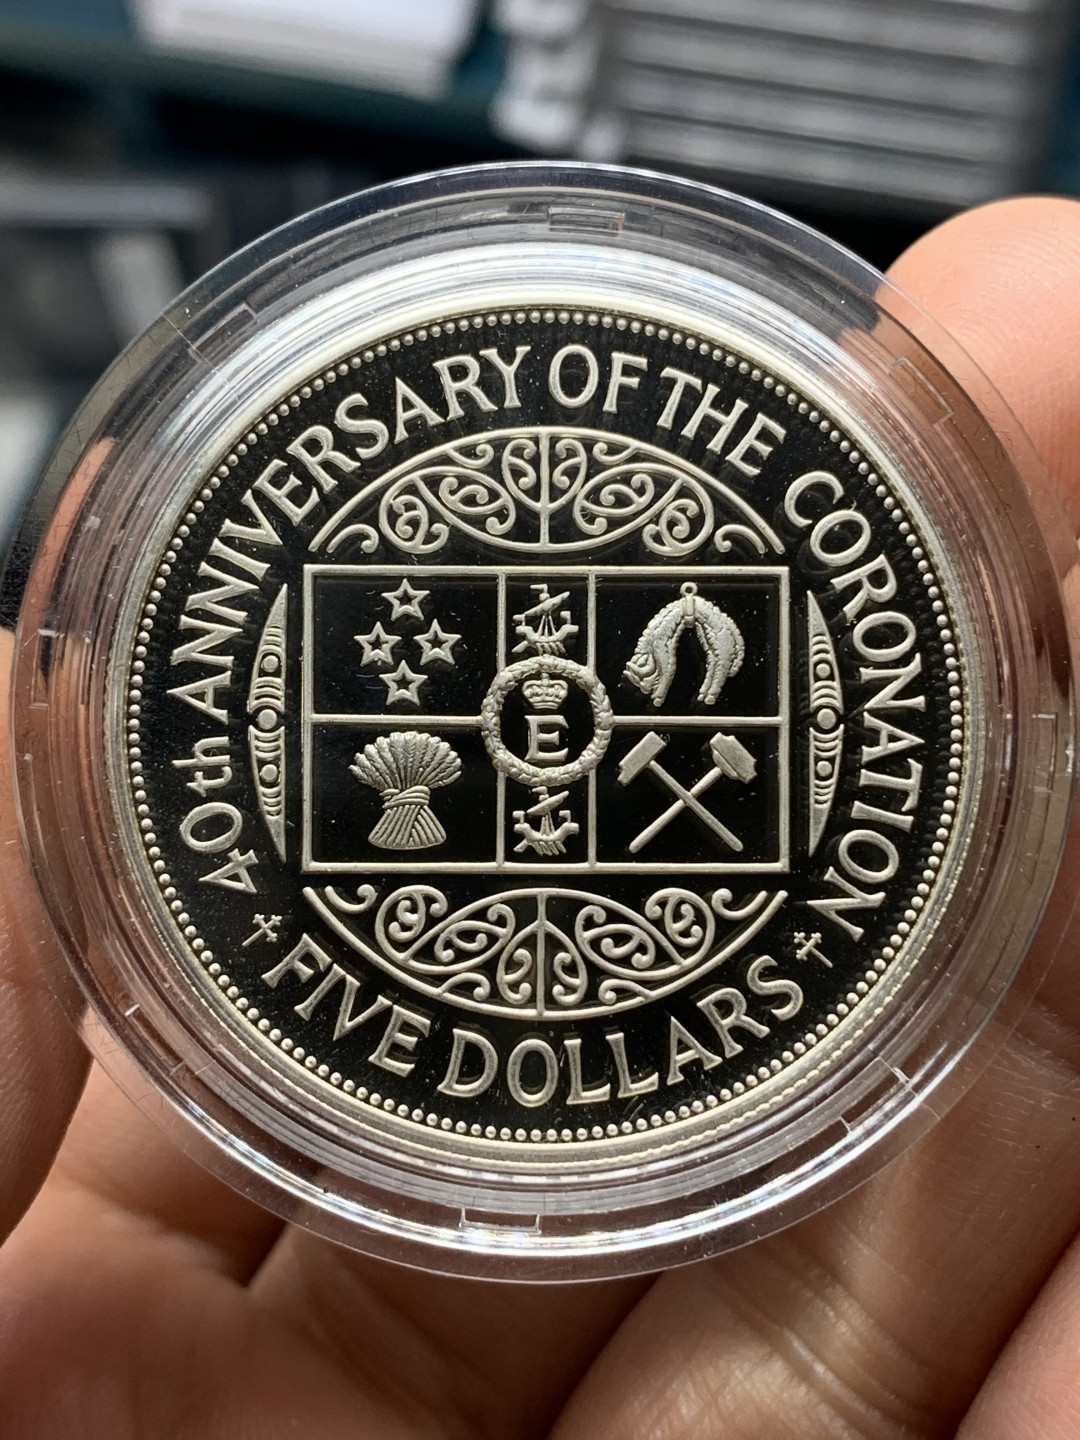 40th ANNIVERSARY OF THE CORONATION
E
FIVE DOLLARS